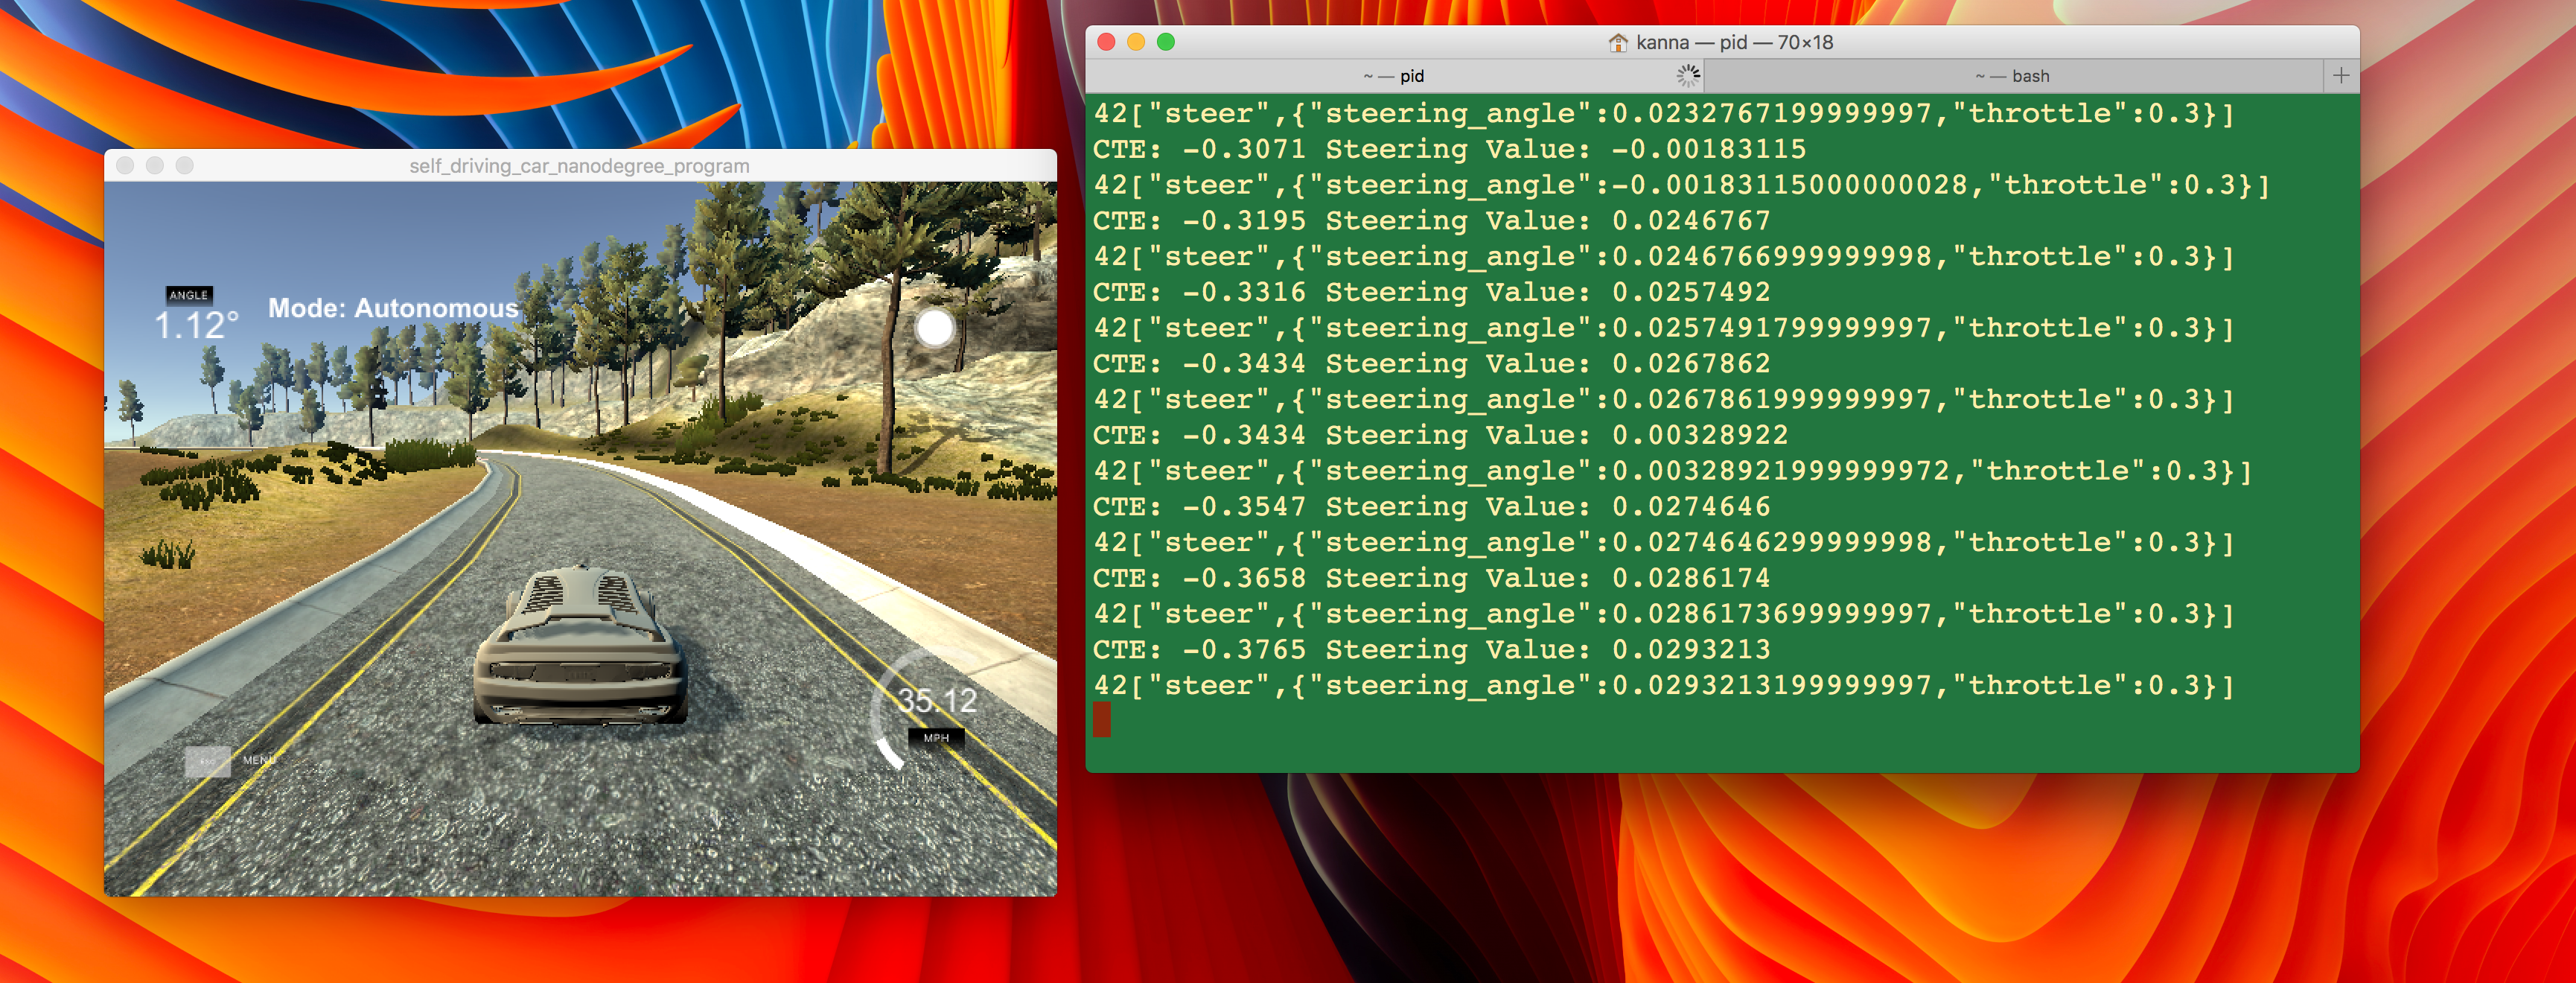 self_driving_car_nanodegree_program
ANGLE
1.12°
Mode: Autonomous
35.12
MPH
ESC
MENU
kanna — pid — 70×18
~ — pid
~ — bash
42["steer",{"steering_angle":0.0232767199999997,"throttle":0.3}]
CTE: -0.3071 Steering Value: -0.00183115
42["steer",{"steering_angle":-0.00183115000000028,"throttle":0.3}]
CTE: -0.3195 Steering Value: 0.0246767
42["steer",{"steering_angle":0.0246766999999998,"throttle":0.3}]
CTE: -0.3316 Steering Value: 0.0257492
42["steer",{"steering_angle":0.0257491799999997,"throttle":0.3}]
CTE: -0.3434 Steering Value: 0.0267862
42["steer",{"steering_angle":0.0267861999999997,"throttle":0.3}]
CTE: -0.3434 Steering Value: 0.00328922
42["steer",{"steering_angle":0.00328921999999972,"throttle":0.3}]
CTE: -0.3547 Steering Value: 0.0274646
42["steer",{"steering_angle":0.0274646299999998,"throttle":0.3}]
CTE: -0.3658 Steering Value: 0.0286174
42["steer",{"steering_angle":0.0286173699999997,"throttle":0.3}]
CTE: -0.3765 Steering Value: 0.0293213
42["steer",{"steering_angle":0.0293213199999997,"throttle":0.3}]